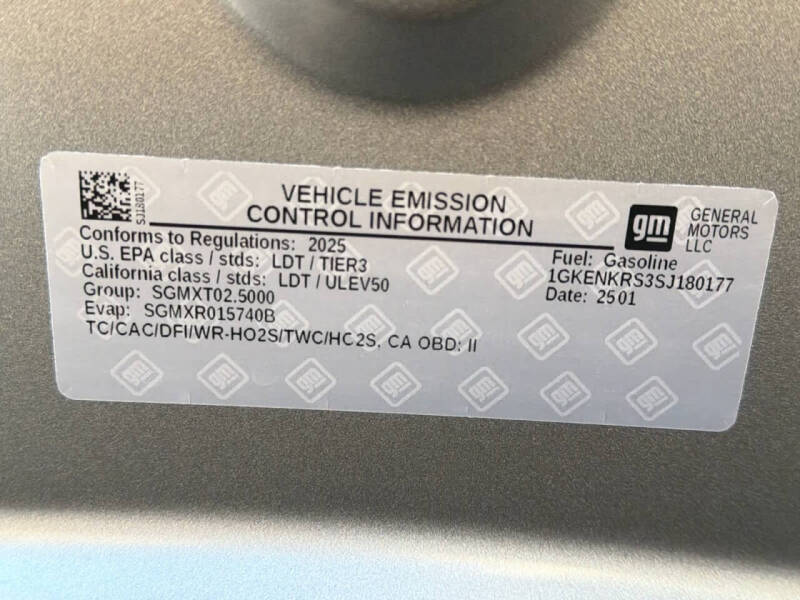 SJ180177
VEHICLE EMISSION
CONTROL INFORMATION
gm
GENERAL
MOTORS
LLC
Conforms to Regulations: 2025
U.S. EPA class / stds: LDT / TIER3
California class / stds: LDT / ULEV50
Group: SGMXT02.5000
Evap: SGMXR015740B
TC/CAC/DFI/WR-HO2S/TWC/HO2S, CA OBD: II
Fuel: Gasoline
1GKENKRS3SJ180177
Date: 2501